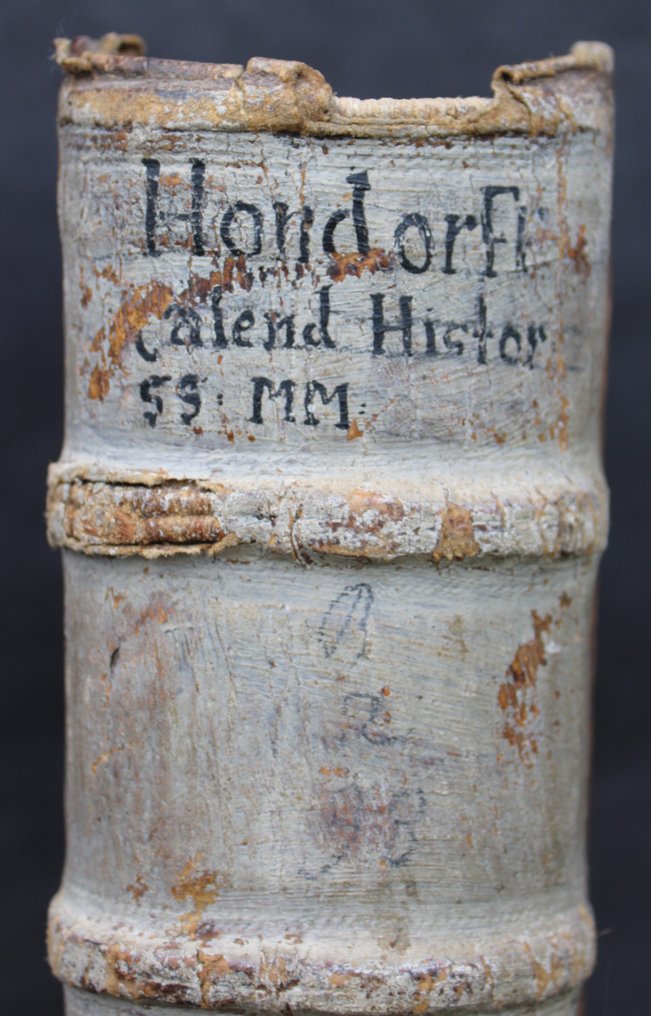 Hondorffi
Calend Histor
SS. MM.